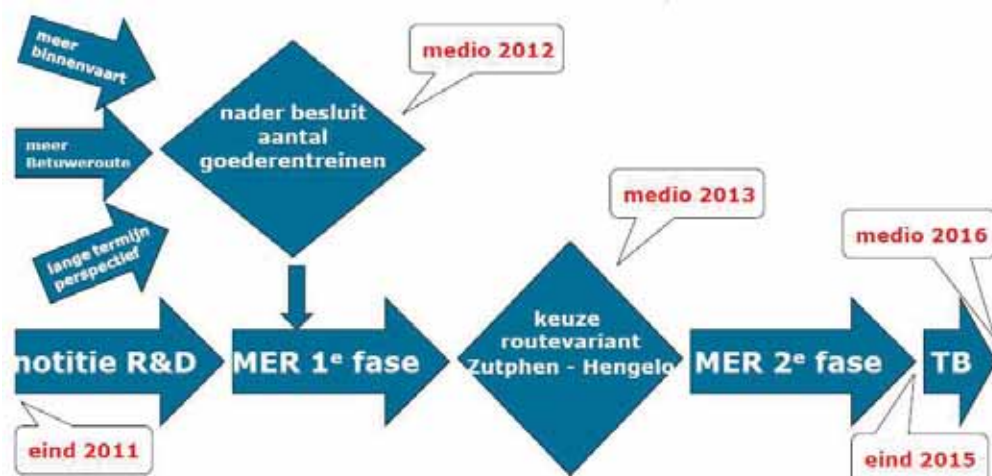 meer
binnenvaart
medio 2012
nader besluit
aantal
goederentreinen
meer
Betuweroute
lange termijn
perspectief
medio 2013
medio 2016
notitie R&D
MER 1e fase
keuze
routevariant
Zutphen - Hengelo
MER 2e fase
TB
eind 2011
eind 2015